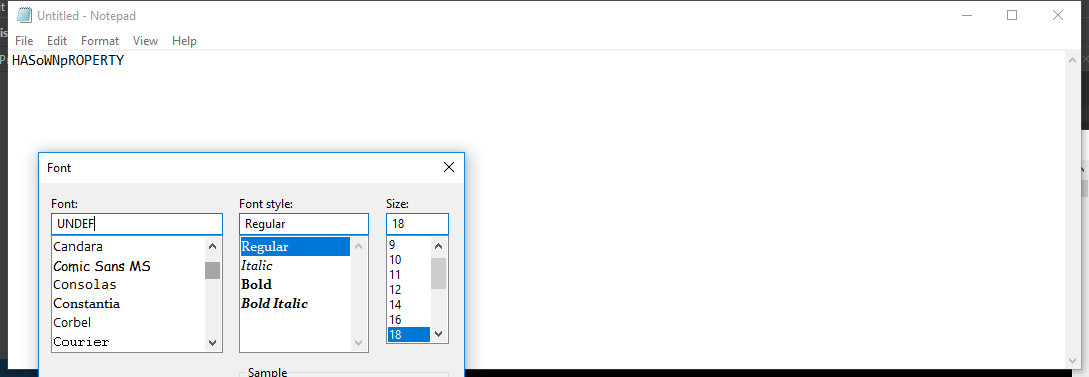 Untitled - Notepad
File Edit Format View Help
HASoWNpROPERTY
Font
Font: Font style: Size:
UNDEF Regular 18
Candara Regular 9
Comic Sans MS Italic 10
Consolas Bold 11
Constantia Bold Italic 12
Corbel 14
Courier 16
18
Sample